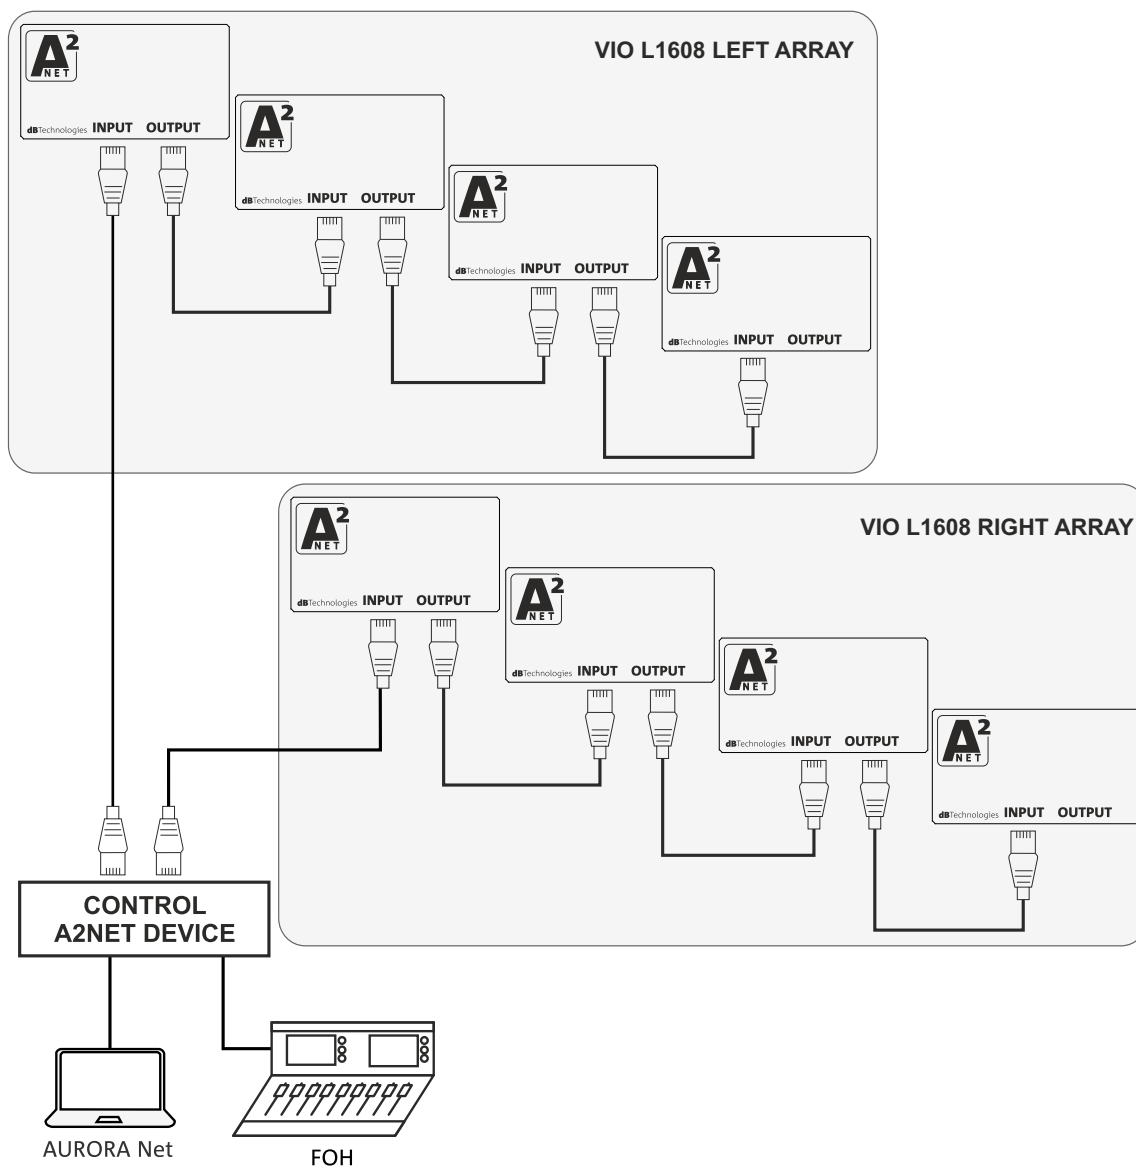 VIO L1608 LEFT ARRAY
A2
NET
dBTechnologies INPUT OUTPUT
A2
NET
dBTechnologies INPUT OUTPUT
A2
NET
dBTechnologies INPUT OUTPUT
A2
NET
dBTechnologies INPUT OUTPUT
VIO L1608 RIGHT ARRAY
A2
NET
dBTechnologies INPUT OUTPUT
A2
NET
dBTechnologies INPUT OUTPUT
A2
NET
dBTechnologies INPUT OUTPUT
A2
NET
dBTechnologies INPUT OUTPUT
CONTROL
A2NET DEVICE
AURORA Net
FOH